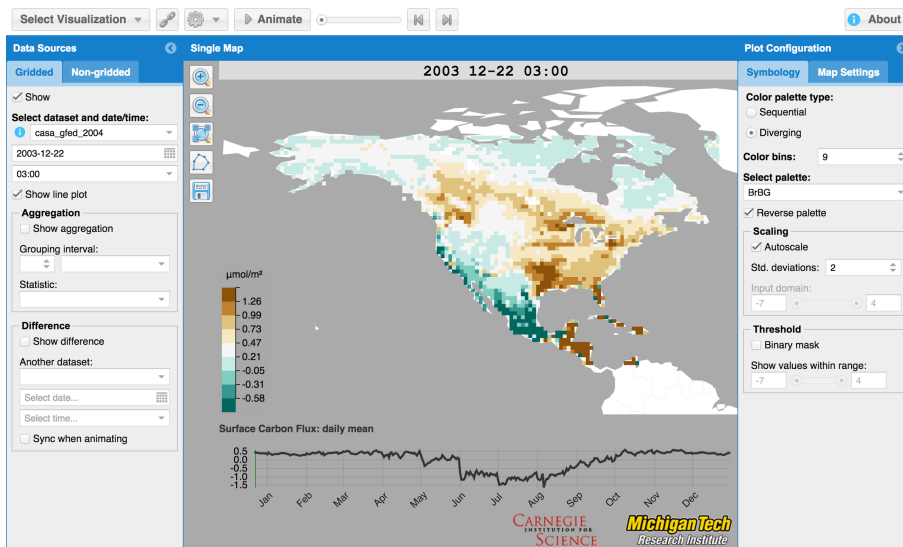 Select Visualization
Animate
About
Data Sources
Gridded
Non-gridded
Show
Select dataset and date/time:
casa_gfed_2004
2003-12-22
03:00
Show line plot
Aggregation
Show aggregation
Grouping interval:
Statistic:
Difference
Show difference
Another dataset:
Select date...
Select time...
Sync when animating
Single Map
2003 12-22 03:00
µmol/m²
1.26
0.99
0.73
0.47
0.21
-0.05
-0.31
-0.58
Surface Carbon Flux: daily mean
0.5
0.0
-0.5
-1.0
-1.5
Jan Feb Mar Apr May Jun Jul Aug Sep Oct Nov Dec
CARNEGIE
INSTITUTION FOR
SCIENCE
MichiganTech
Research Institute
Plot Configuration
Symbology
Map Settings
Color palette type:
Sequential
Diverging
Color bins: 9
Select palette:
BrBG
Reverse palette
Scaling
Autoscale
Std. deviations: 2
Input domain:
-7 4
Threshold
Binary mask
Show values within range:
-7 4